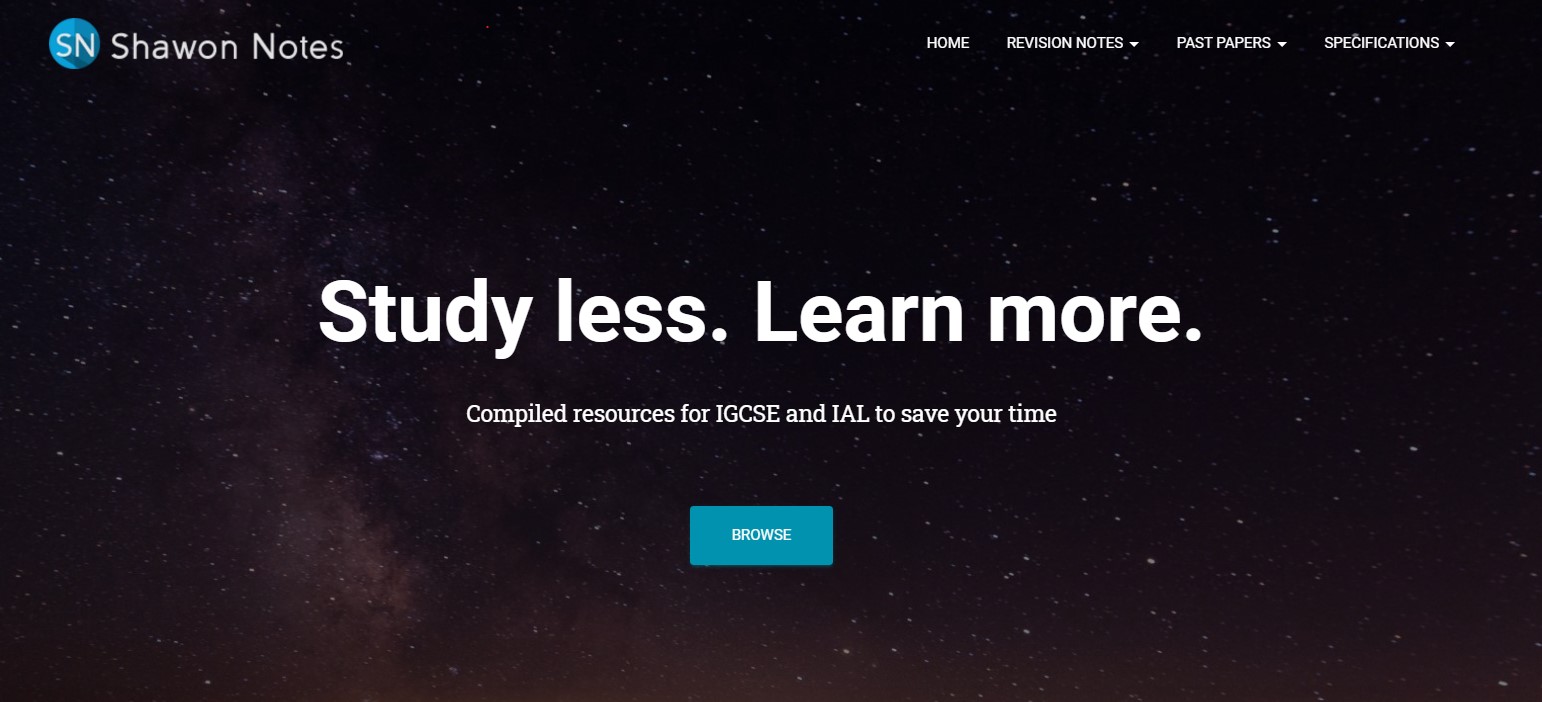 SN Shawon Notes
HOME REVISION NOTES PAST PAPERS SPECIFICATIONS
Study less. Learn more.
Compiled resources for IGCSE and IAL to save your time
BROWSE